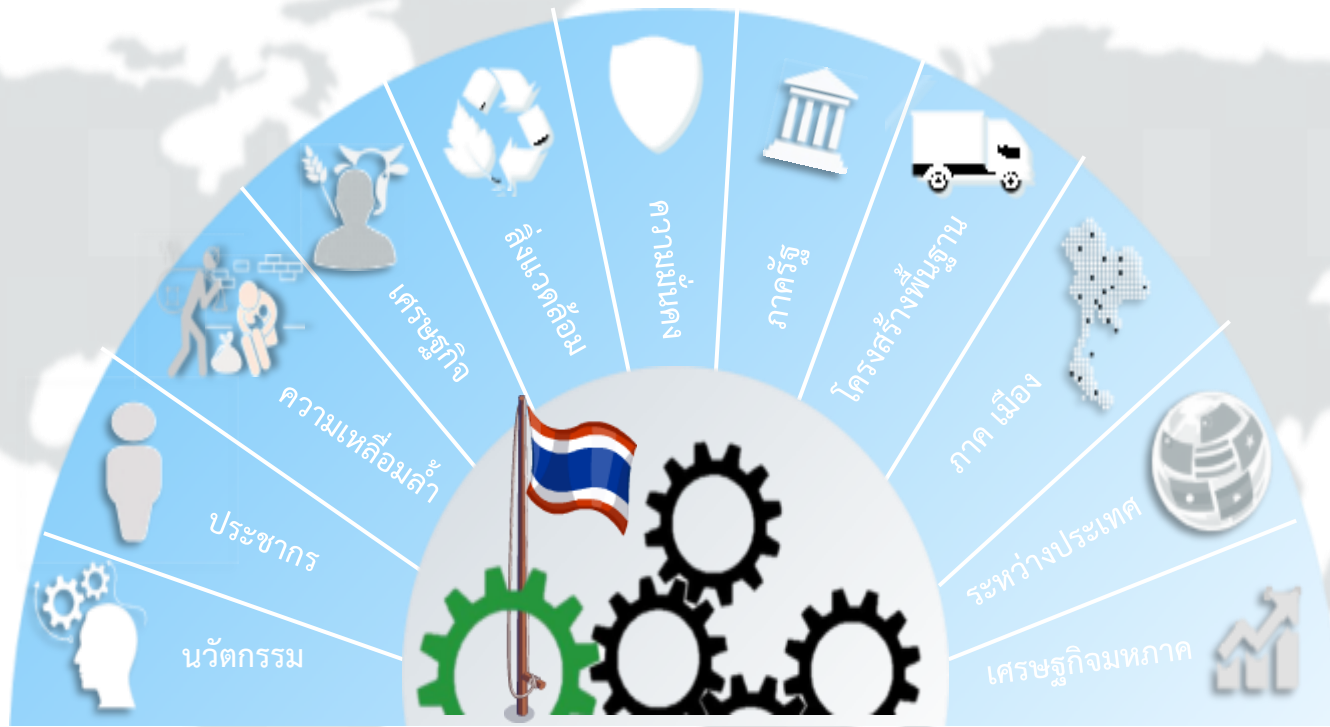 นวัตกรรม
ประชากร
ความเหลื่อมล้ำ
เศรษฐกิจ
สิ่งแวดล้อม
ความมั่นคง
ภาครัฐ
โครงสร้างพื้นฐาน
ภาค เมือง
ระหว่างประเทศ
เศรษฐกิจมหภาค